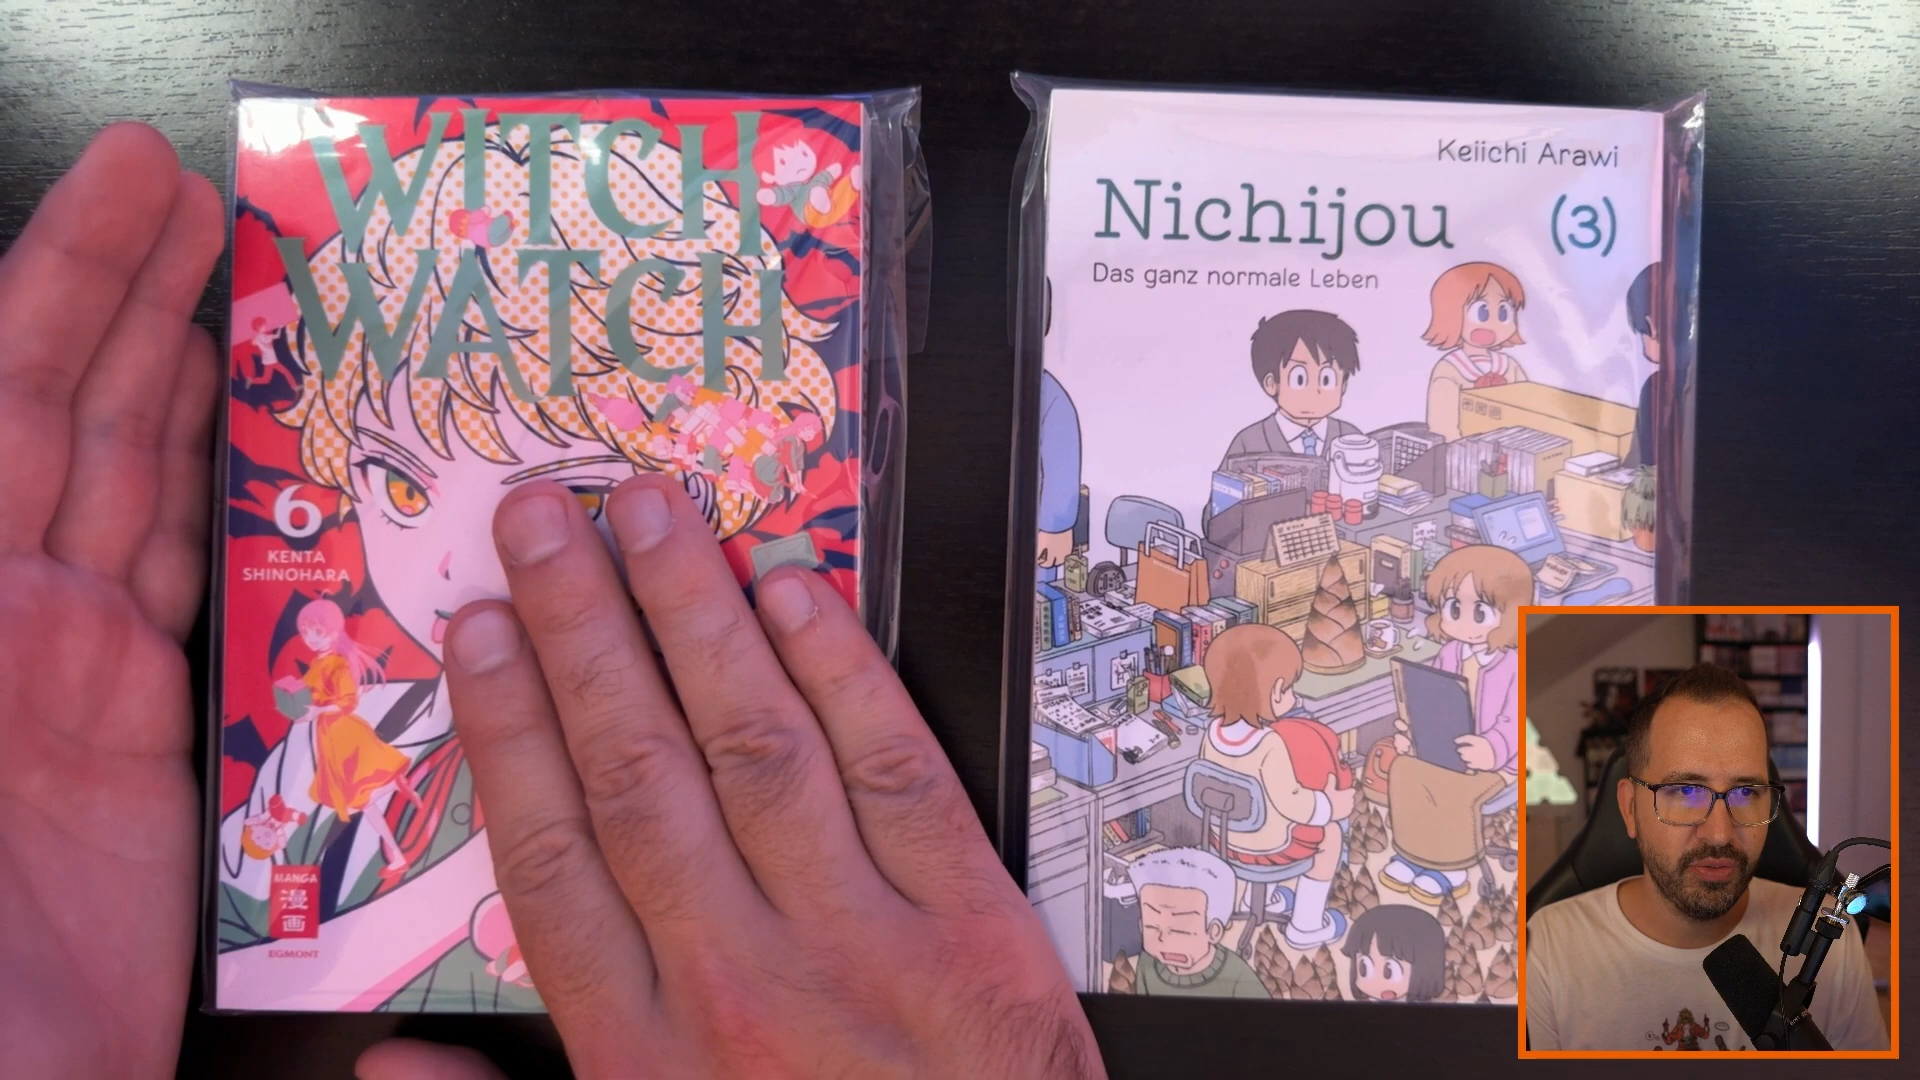 WITCH
WATCH
6
KENTA
SHINOHARA
MANGA
漫
画
EGMONT
Keiichi Arawi
Nichijou (3)
Das ganz normale Leben